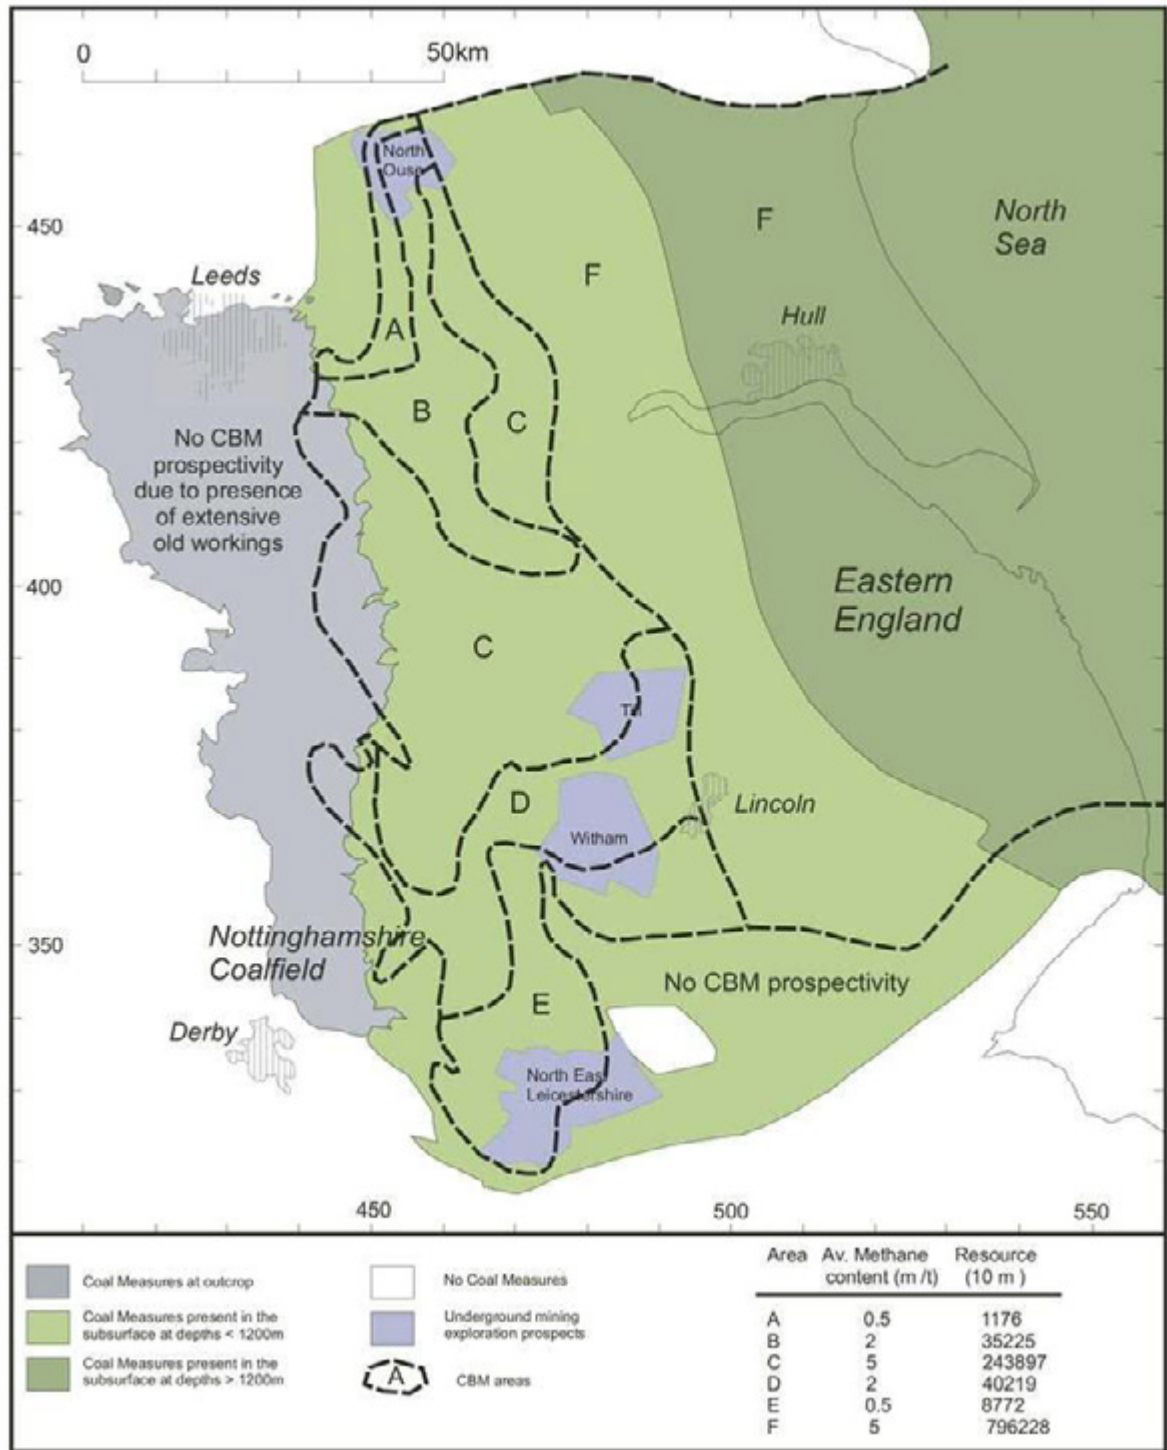 0
50km
North
Ouse
450
Leeds
F
F
North
Sea
Hull
A
B
C
No CBM
prospectivity
due to presence
of extensive
old workings
400
Eastern
England
C
Till
D
Lincoln
Witham
Nottinghamshire
Coalfield
350
No CBM prospectivity
E
Derby
North East
Leicestershire
450
500
550
Coal Measures at outcrop
Coal Measures present in the
subsurface at depths < 1200m
Coal Measures present in the
subsurface at depths > 1200m
No Coal Measures
Underground mining
exploration prospects
A
CBM areas
Area Av. Methane Resource
content (m /t) (10 m )
A 0.5 1176
B 2 35225
C 5 243897
D 2 40219
E 0.5 8772
F 5 796228